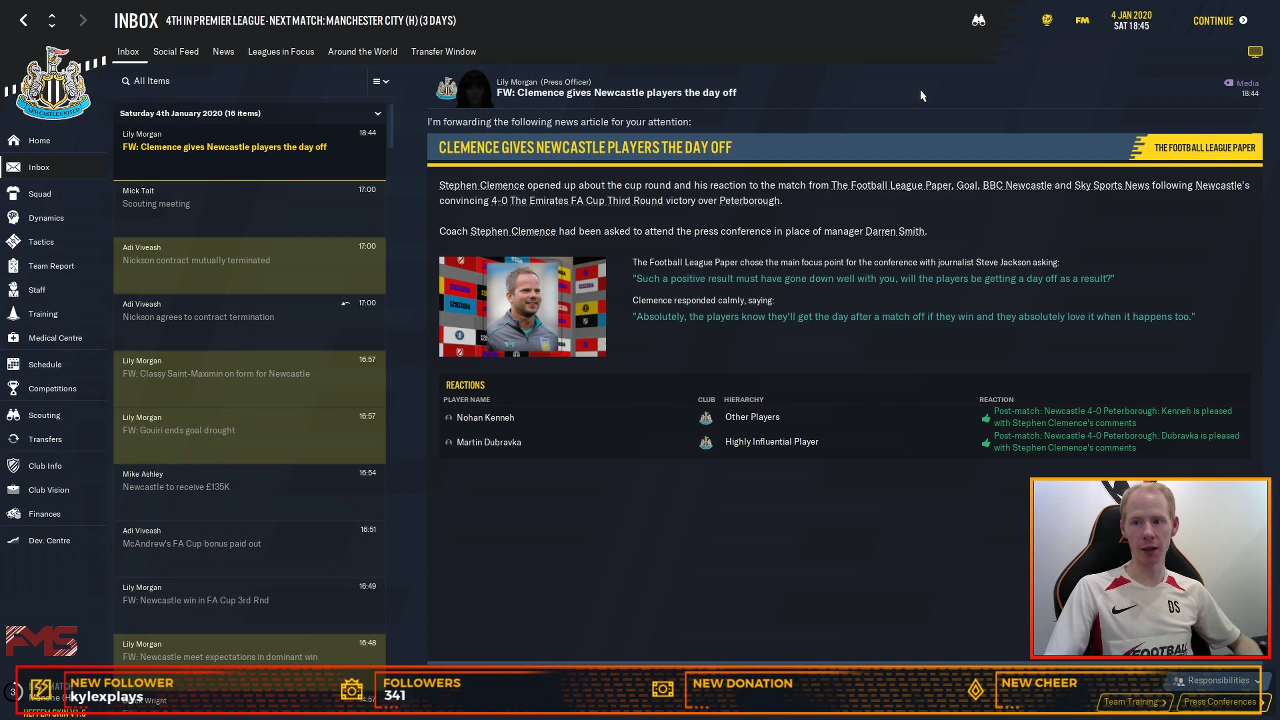 INBOX
4TH IN PREMIER LEAGUE - NEXT MATCH: MANCHESTER CITY (H) (3 DAYS)
FM
4 JAN 2020
SAT 18:45
CONTINUE
Inbox Social Feed News Leagues in Focus Around the World Transfer Window
Home
Inbox
Squad
Dynamics
Tactics
Team Report
Staff
Training
Medical Centre
Schedule
Competitions
Scouting
Transfers
Club Info
Club Vision
Finances
Dev. Centre
All Items
Saturday 4th January 2020 (16 items)
Lily Morgan 18:44
FW: Clemence gives Newcastle players the day off
Mick Tait 17:00
Scouting meeting
Adi Viveash 17:00
Nickson contract mutually terminated
Adi Viveash 17:00
Nickson agrees to contract termination
Lily Morgan 16:57
FW: Classy Saint-Maximin on form for Newcastle
Lily Morgan 16:57
FW: Gouiri ends goal drought
Mike Ashley 16:54
Newcastle to receive £135K
Adi Viveash 16:51
McAndrew's FA Cup bonus paid out
Lily Morgan 16:49
FW: Newcastle win in FA Cup 3rd Rnd
Lily Morgan 16:48
FW: Newcastle meet expectations in dominant win
Lily Morgan (Press Officer)
FW: Clemence gives Newcastle players the day off
Media
18:44
I'm forwarding the following news article for your attention:
CLEMENCE GIVES NEWCASTLE PLAYERS THE DAY OFF
THE FOOTBALL LEAGUE PAPER
Stephen Clemence opened up about the cup round and his reaction to the match from The Football League Paper, Goal, BBC Newcastle and Sky Sports News following Newcastle's
convincing 4-0 The Emirates FA Cup Third Round victory over Peterborough.
Coach Stephen Clemence had been asked to attend the press conference in place of manager Darren Smith.
The Football League Paper chose the main focus point for the conference with journalist Steve Jackson asking:
"Such a positive result must have gone down well with you, will the players be getting a day off as a result?"
Clemence responded calmly, saying:
"Absolutely, the players know they'll get the day after a match off if they win and they absolutely love it when it happens too."
REACTIONS
PLAYER NAME CLUB HIERARCHY REACTION
Nohan Kenneh Other Players Post-match: Newcastle 4-0 Peterborough: Kenneh is pleased
with Stephen Clemence's comments
Martin Dubravka Highly Influential Player Post-match: Newcastle 4-0 Peterborough: Dubravka is pleased
with Stephen Clemence's comments
DS
FOOTBALL
FMS
NEW FOLLOWER
kylexplays
FOLLOWERS
341
NEW DONATION
NEW CHEER
Responsibilities
Team Training
Press Conferences